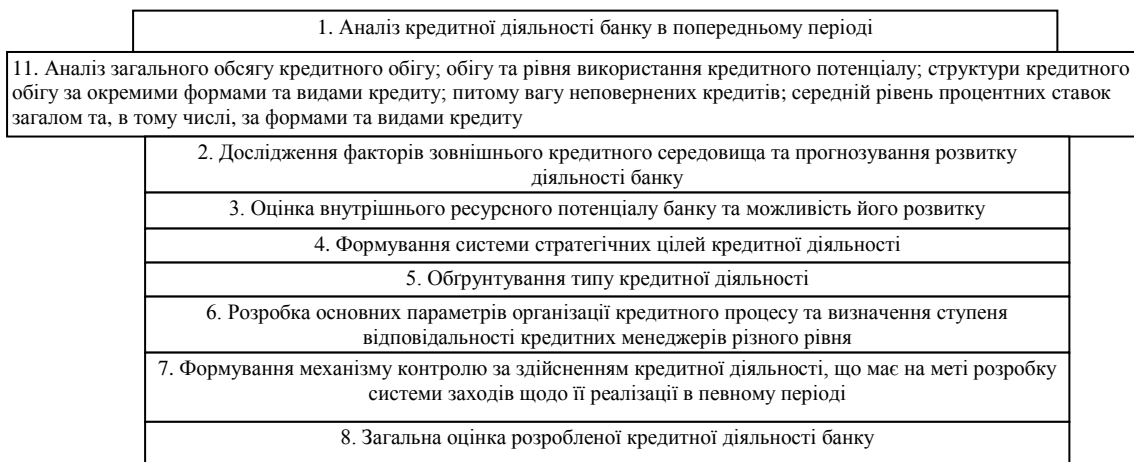 1. Аналіз кредитної діяльності банку в попередньому періоді
11. Аналіз загального обсягу кредитного обігу; обігу та рівня використання кредитного потенціалу; структури кредитного
обігу за окремими формами та видами кредиту; питому вагу неповернених кредитів; середній рівень процентних ставок
загалом та, в тому числі, за формами та видами кредиту
2. Дослідження факторів зовнішнього кредитного середовища та прогнозування розвитку
діяльності банку
3. Оцінка внутрішнього ресурсного потенціалу банку та можливість його розвитку
4. Формування системи стратегічних цілей кредитної діяльності
5. Обґрунтування типу кредитної діяльності
6. Розробка основних параметрів організації кредитного процесу та визначення ступеня
відповідальності кредитних менеджерів різного рівня
7. Формування механізму контролю за здійсненням кредитної діяльності, що має на меті розробку
системи заходів щодо її реалізації в певному періоді
8. Загальна оцінка розробленої кредитної діяльності банку